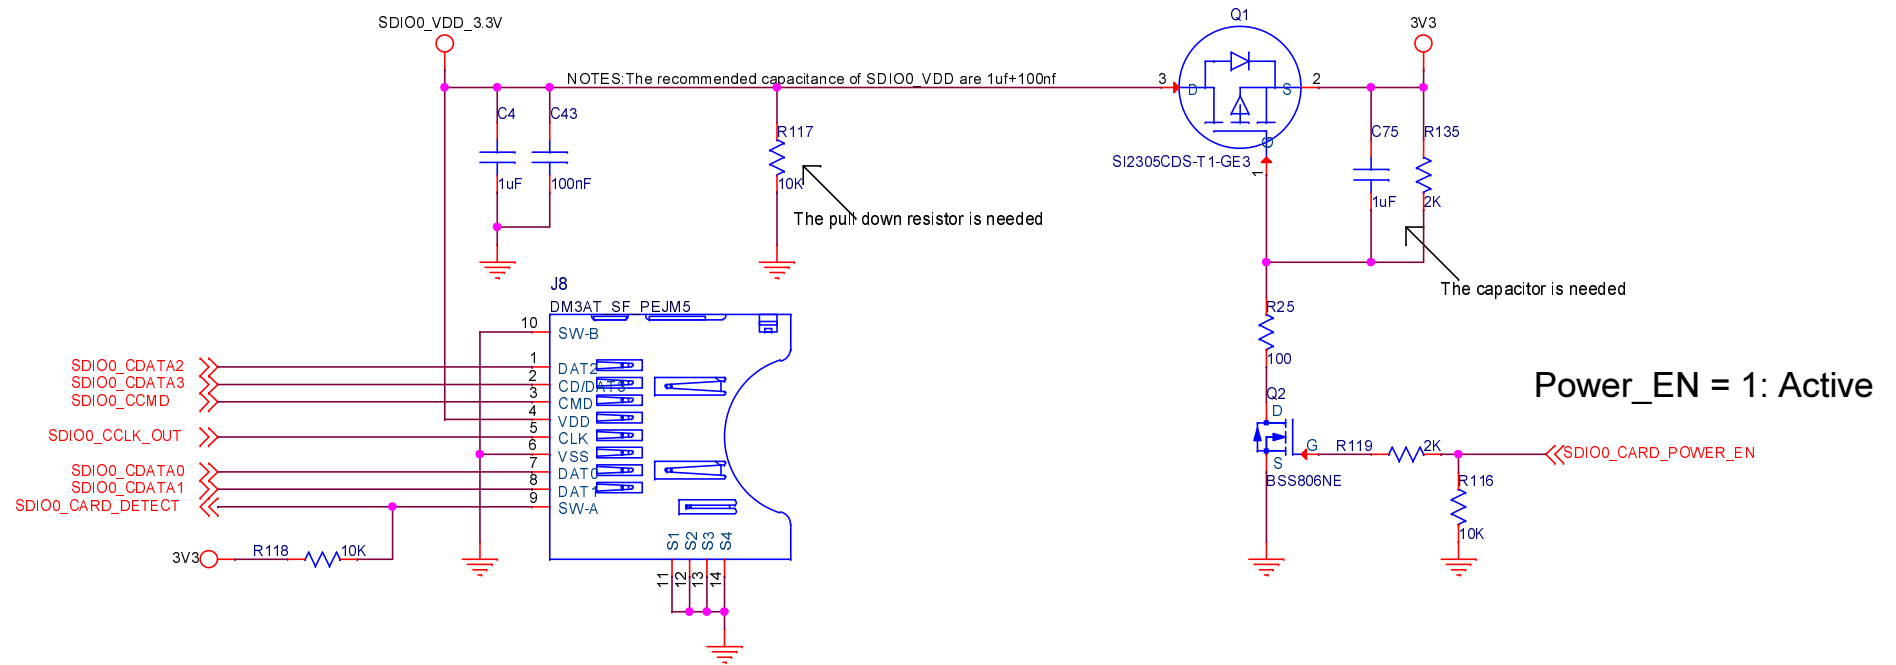 Q1
SDIO0_VDD_3.3V
3V3
NOTES:The recommended capacitance of SDIO0_VDD are 1uf+100nf
3
D
S
2
G
1
SI2305CDS-T1-GE3
C4
1uF
C43
100nF
R117
10K
The pull down resistor is needed
C75
1uF
R135
2K
The capacitor is needed
R25
100
Power_EN = 1: Active
Q2
D
G
S
BSS806NE
R119
2K
SDIO0_CARD_POWER_EN
R116
10K
J8
DM3AT_SF_PEJM5
10
SW-B
SDIO0_CDATA2
1
DAT2
SDIO0_CDATA3
2
CD/DAT3
SDIO0_CCMD
3
CMD
4
VDD
SDIO0_CCLK_OUT
5
CLK
6
VSS
SDIO0_CDATA0
7
DAT0
SDIO0_CDATA1
8
DAT1
SDIO0_CARD_DETECT
9
SW-A
3V3
R118
10K
S1
S2
S3
S4
11
12
13
14